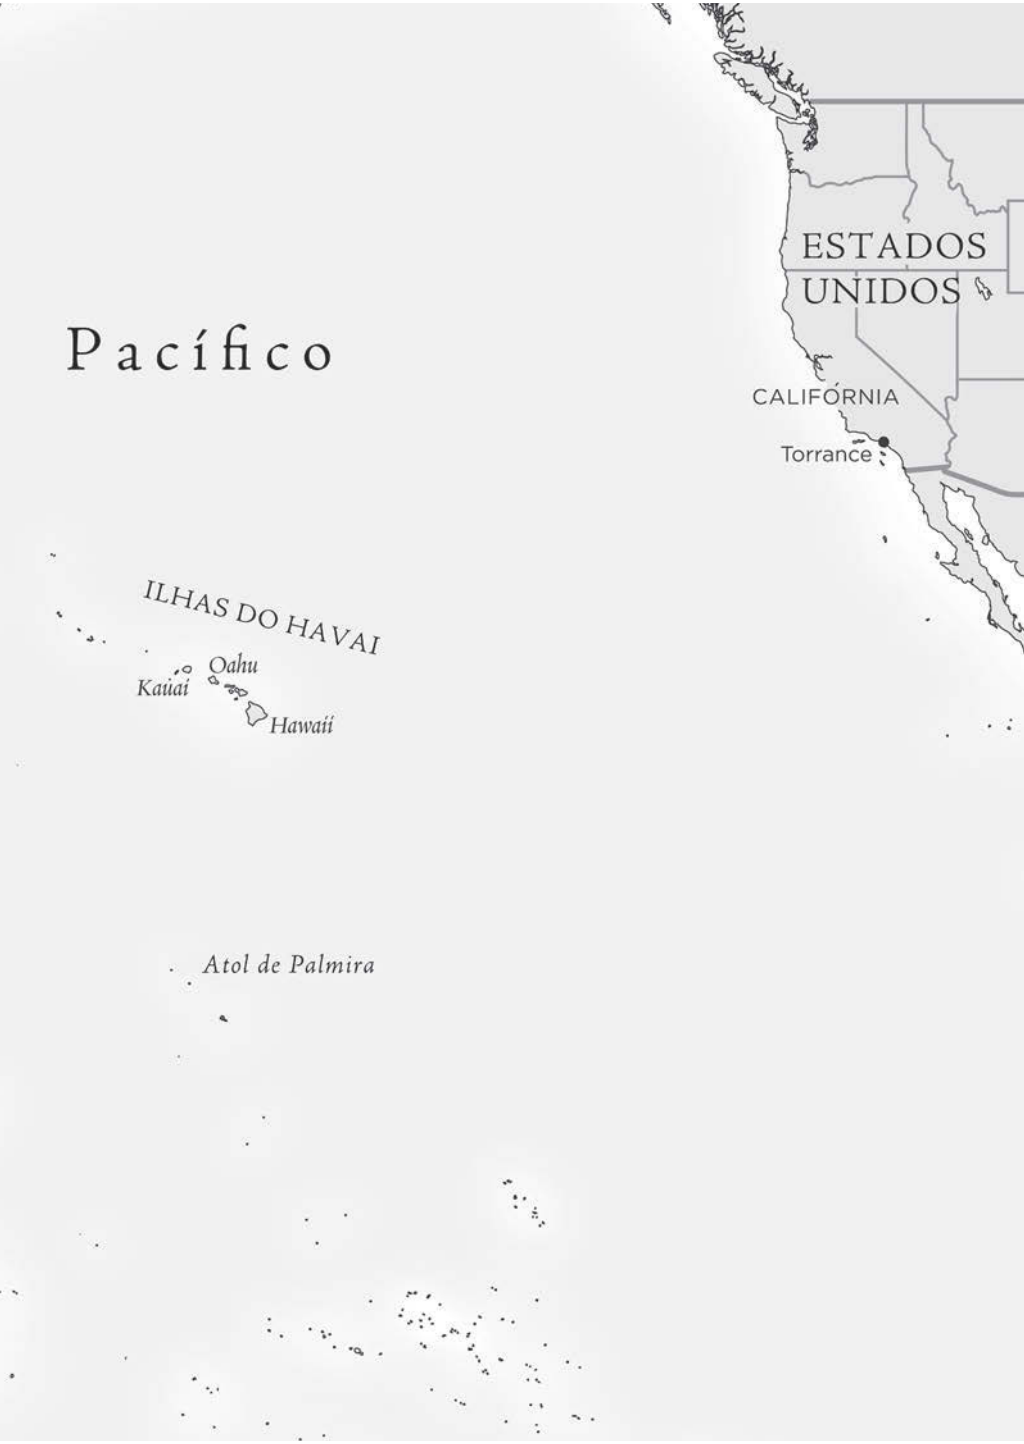 ESTADOS
UNIDOS
Pacífico
CALIFÓRNIA
Torrance
ILHAS DO HAVAI
Oahu
Kauai
Hawaii
Atol de Palmira